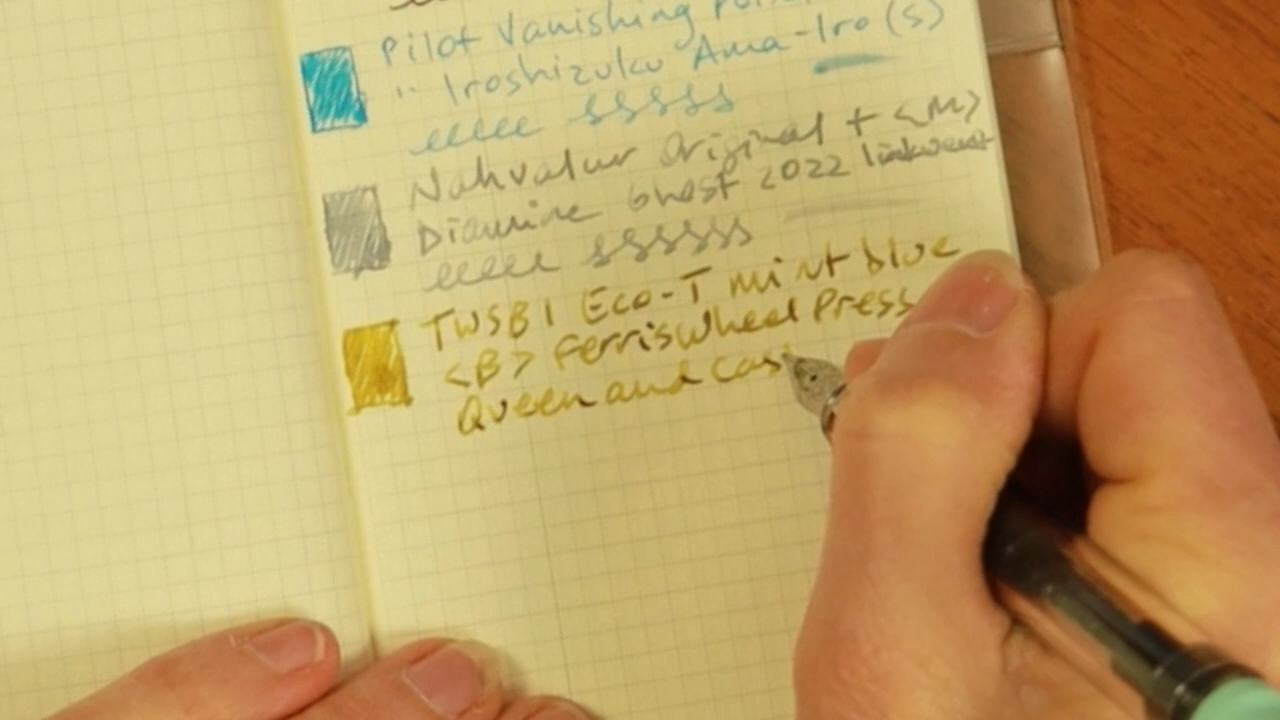 Pilot Vanishing Point
" Iroshizuku Ama-Iro (S)
eeeee sssss
Nahvalur Original + <M>
Diamine Ghost 2022 Inkvent
eeeee ssssss
TWSBI Eco-T mint blue
<B> FerrisWheel Press
Queen and Cas